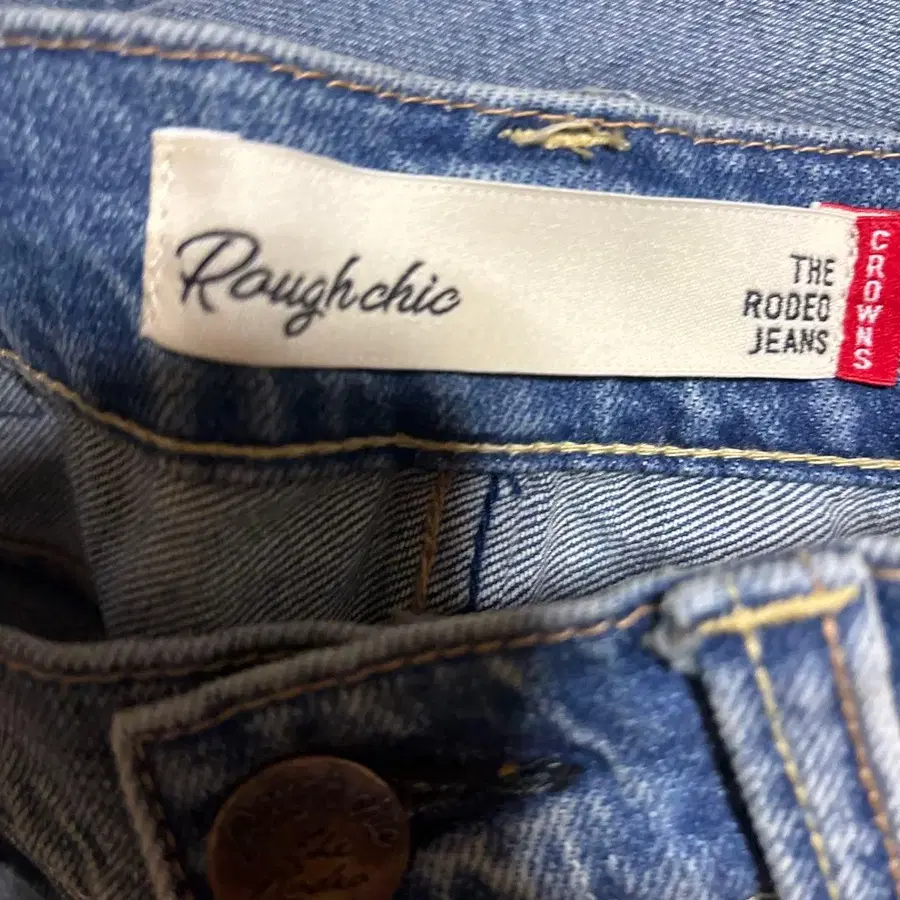 Roughchic
THE
RODEO
JEANS
CROWNS